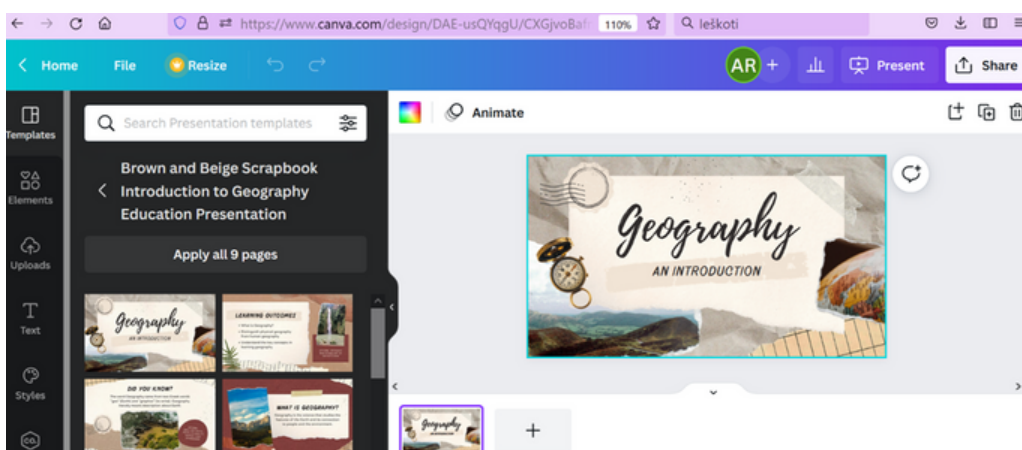 https://www.canva.com/design/DAE-usQYqgU/CXGjvoBaf
110%
Ieškoti
Home
File
Resize
AR
+
Present
Share
Templates
Elements
Uploads
Text
Styles
co.
Search Presentation templates
Brown and Beige Scrapbook
Introduction to Geography
Education Presentation
Apply all 9 pages
Geography
AN INTRODUCTION
LEARNING OUTCOMES
DID YOU KNOW?
WHAT IS GEOGRAPHY?
Animate
Geography
AN INTRODUCTION
Geography